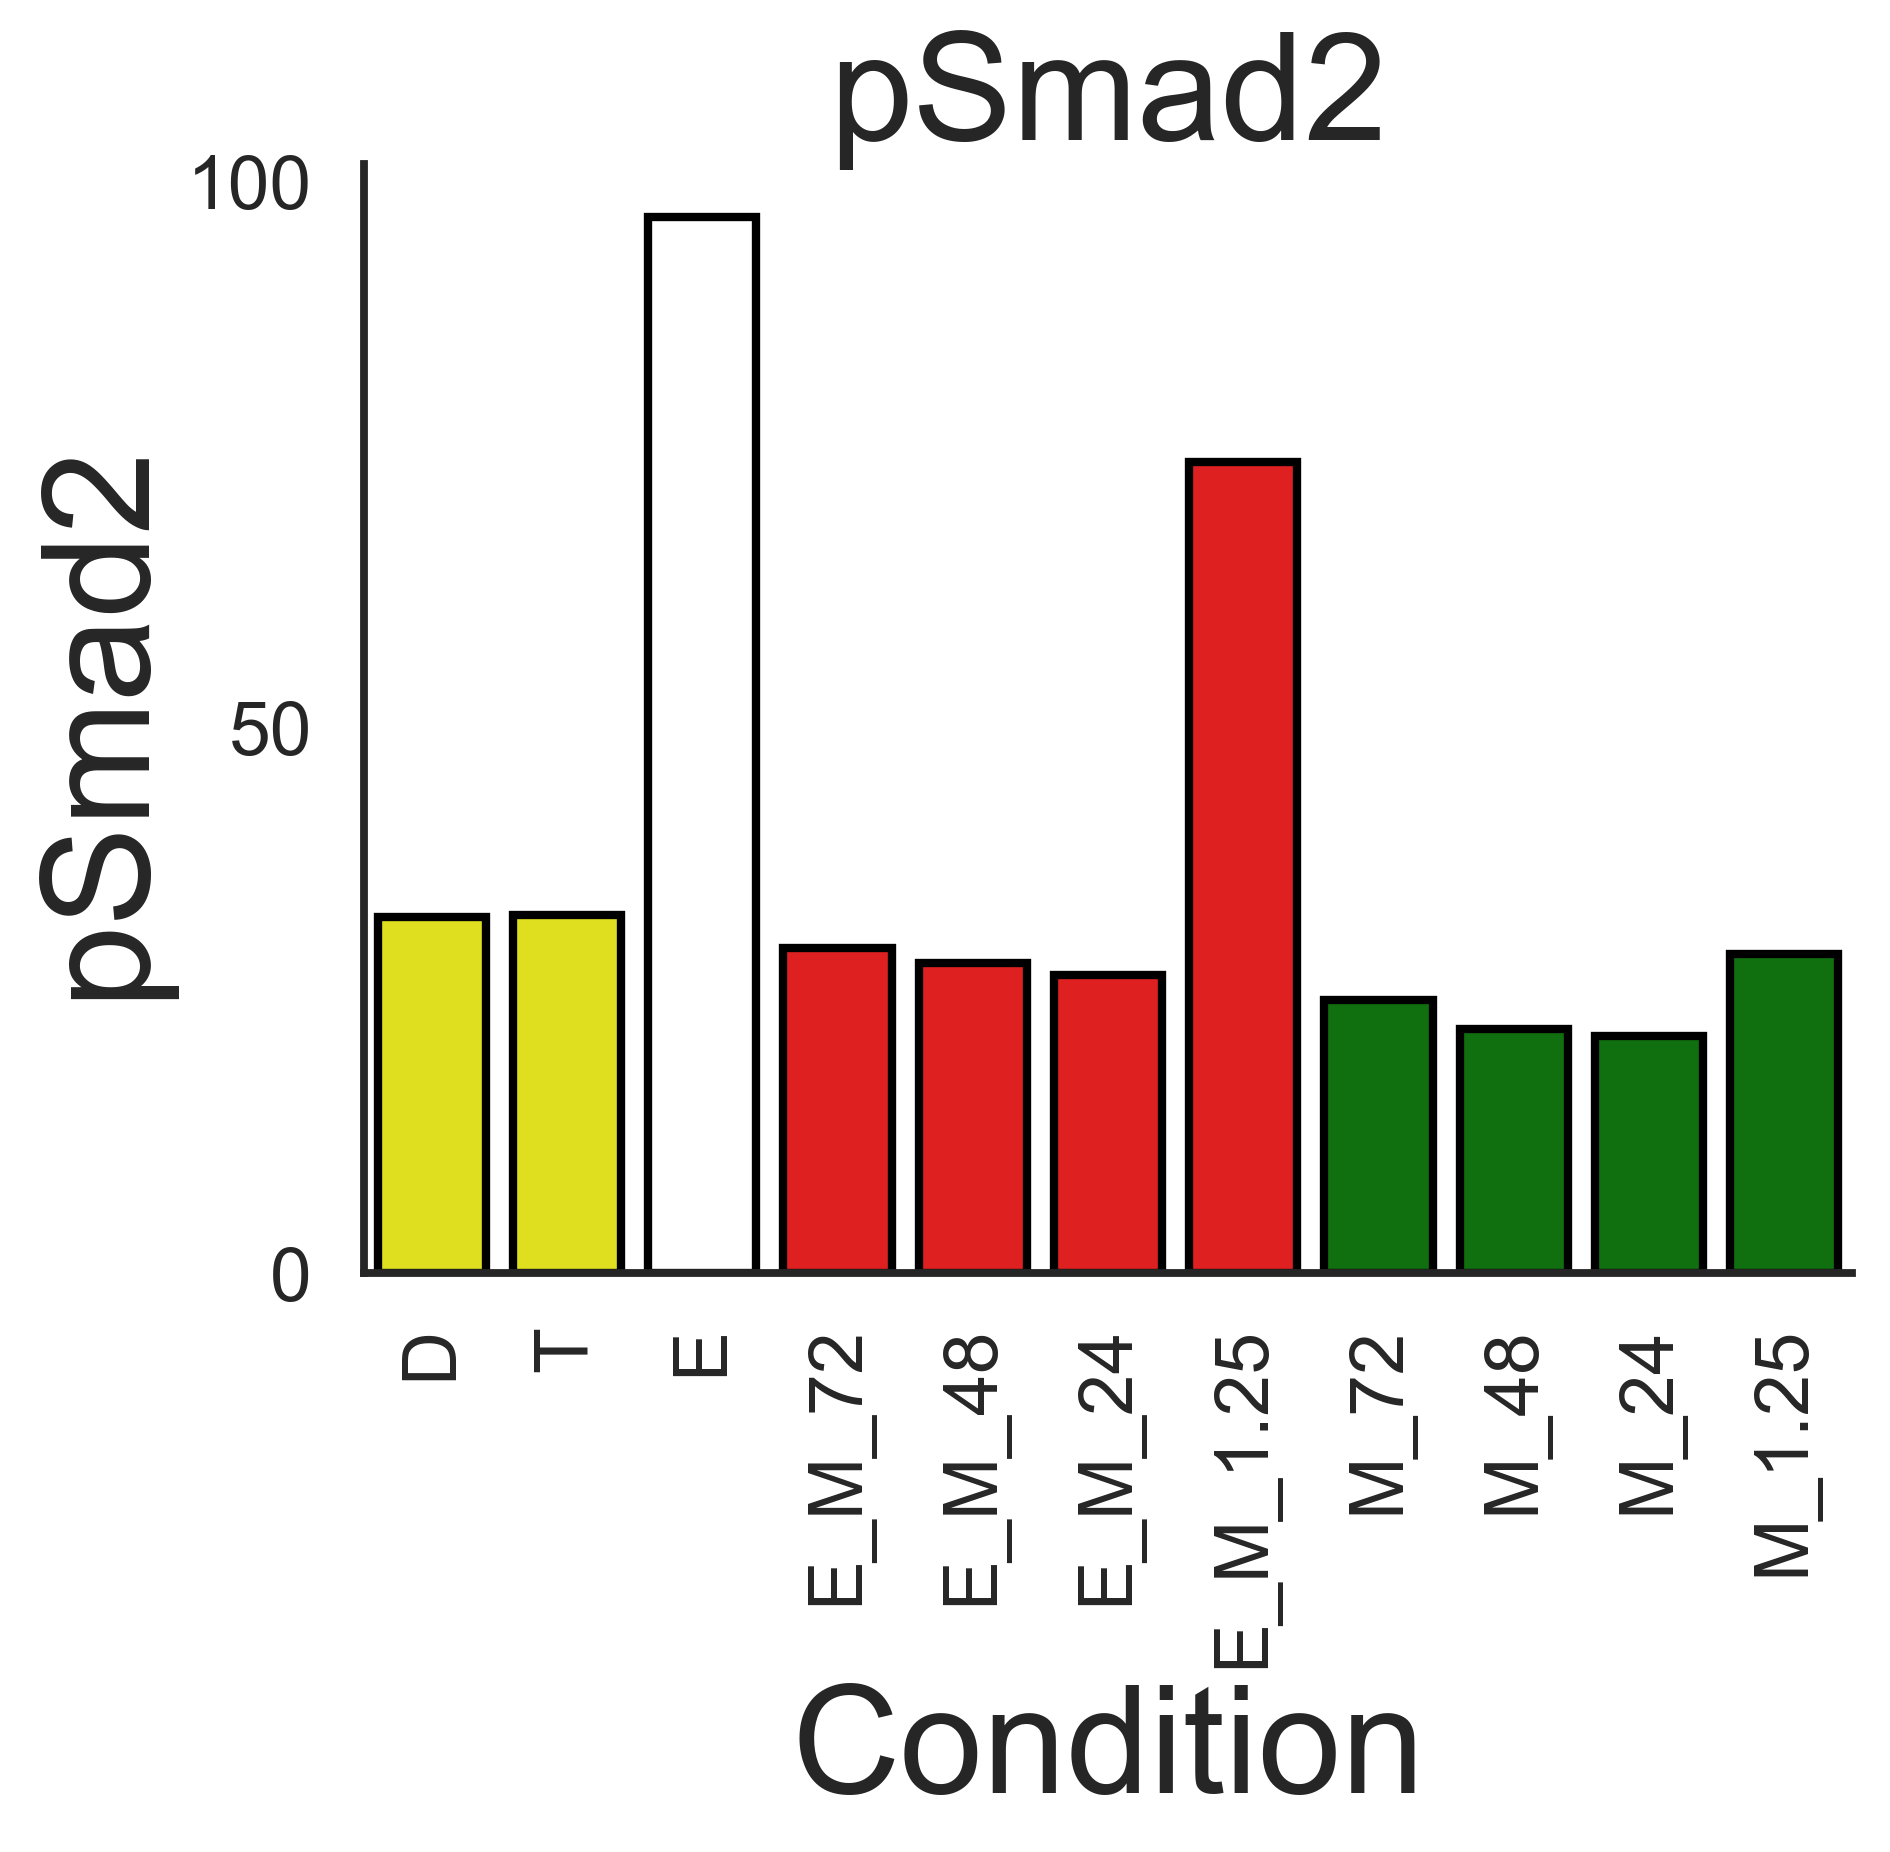 pSmad2
100
50
0
pSmad2
D
T
E
E_M_72
E_M_48
E_M_24
E_M_1.25
M_72
M_48
M_24
M_1.25
Condition